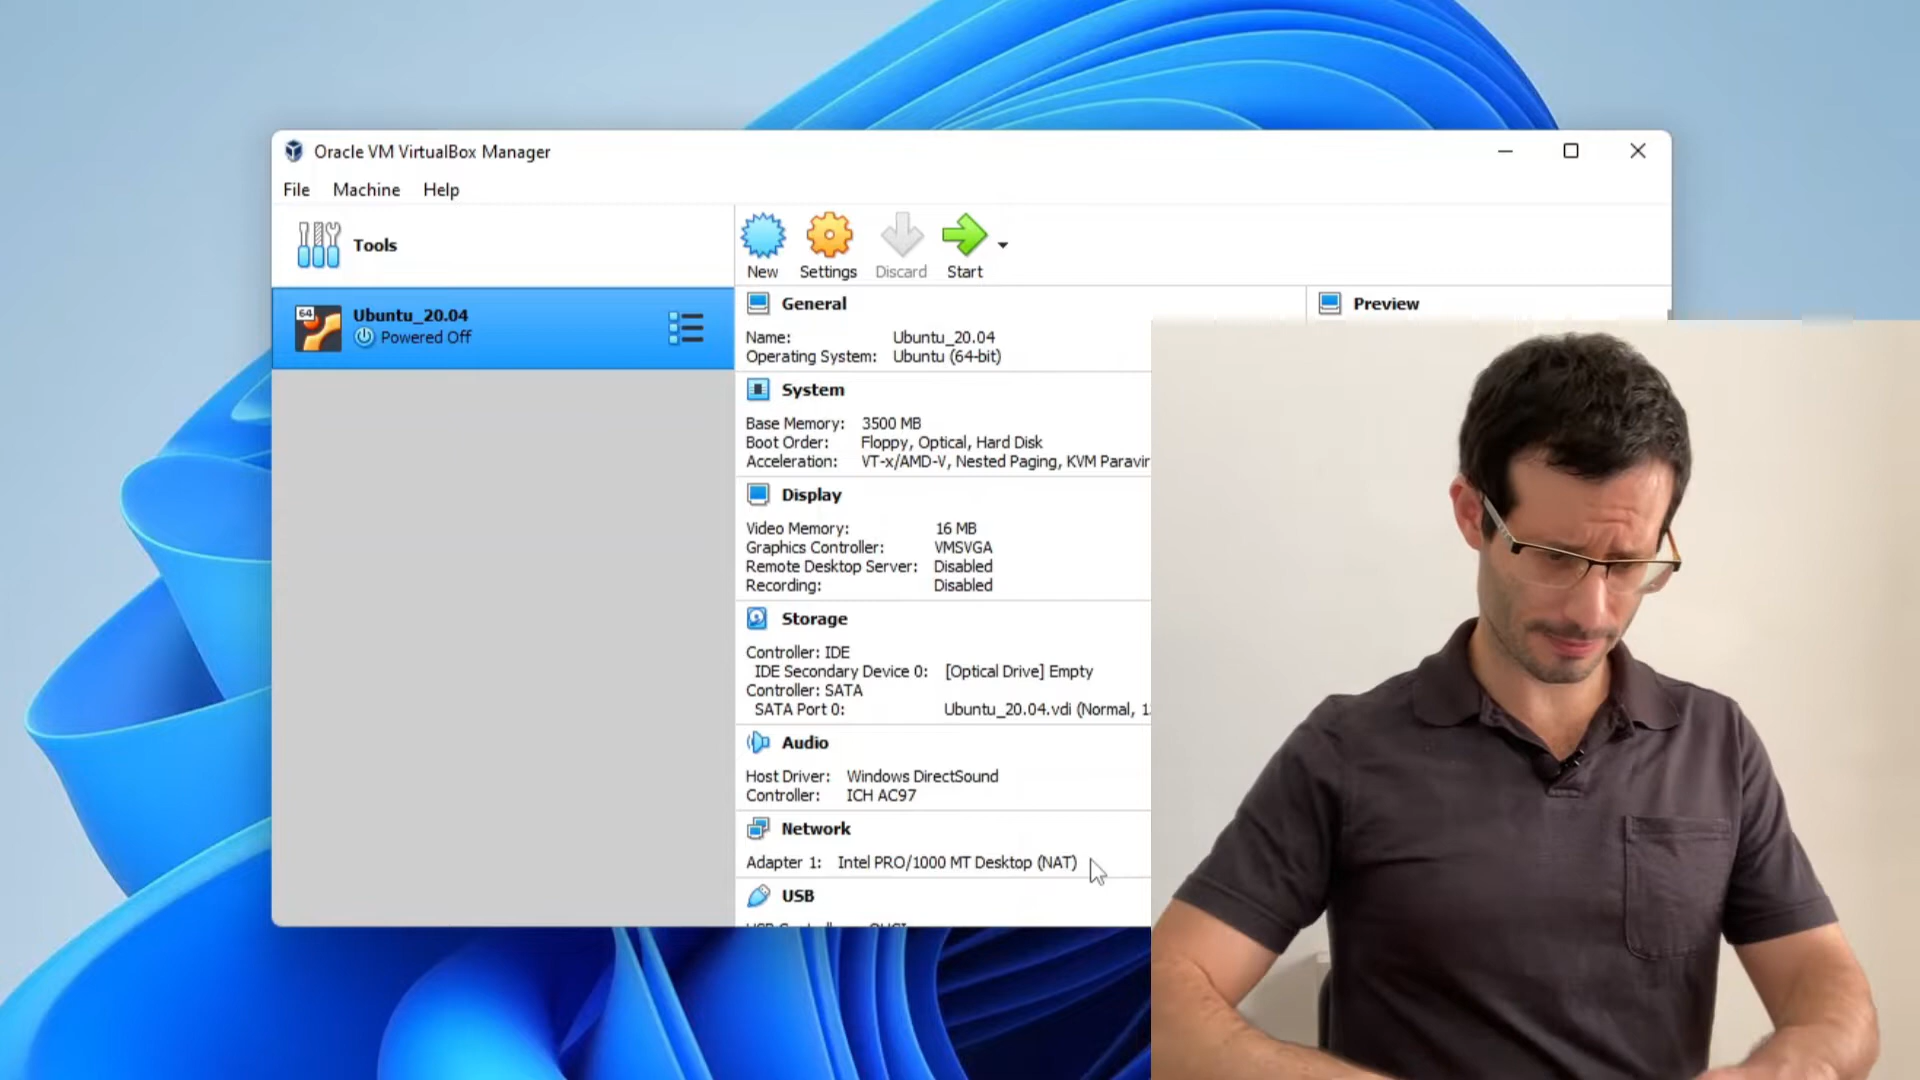 Oracle VM VirtualBox Manager
File Machine Help
Tools
New Settings Discard Start
64
Ubuntu_20.04
Powered Off
General
Name: Ubuntu_20.04
Operating System: Ubuntu (64-bit)
System
Base Memory: 3500 MB
Boot Order: Floppy, Optical, Hard Disk
Acceleration: VT-x/AMD-V, Nested Paging, KVM Paravir
Display
Video Memory: 16 MB
Graphics Controller: VMSVGA
Remote Desktop Server: Disabled
Recording: Disabled
Storage
Controller: IDE
IDE Secondary Device 0: [Optical Drive] Empty
Controller: SATA
SATA Port 0: Ubuntu_20.04.vdi (Normal,
Audio
Host Driver: Windows DirectSound
Controller: ICH AC97
Network
Adapter 1: Intel PRO/1000 MT Desktop (NAT)
USB
Preview